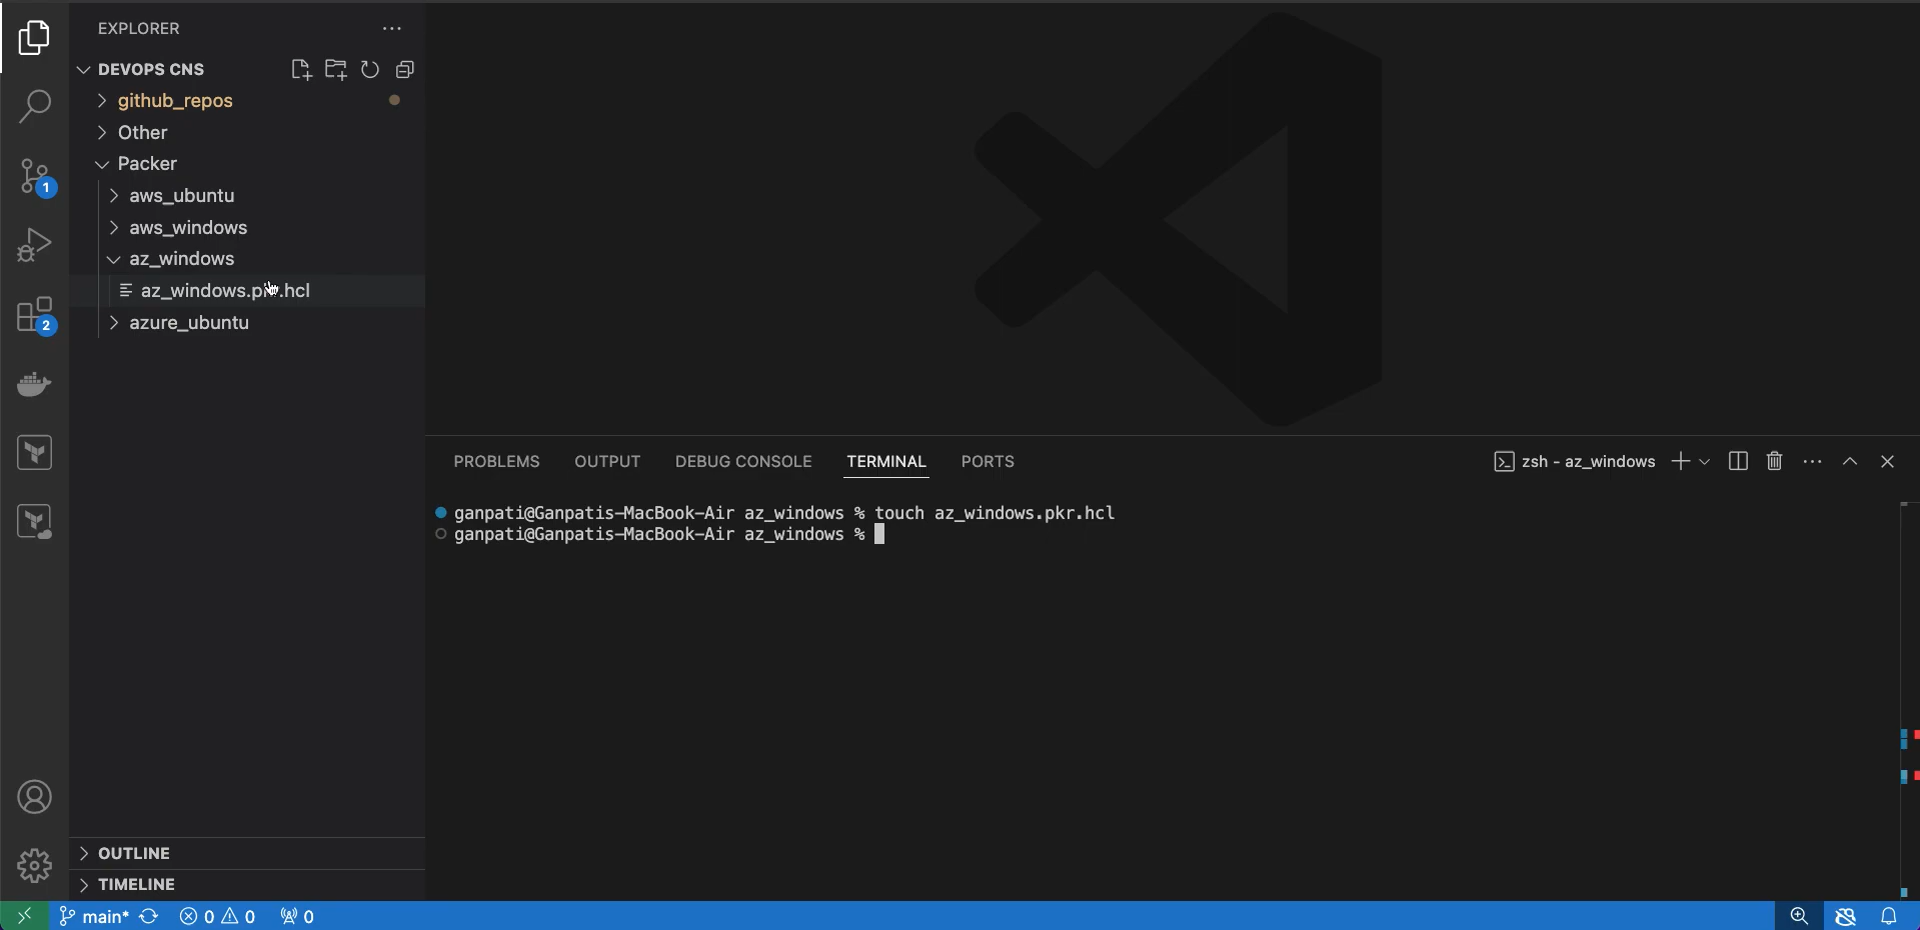 EXPLORER
DEVOPS CNS
github_repos
Other
Packer
aws_ubuntu
aws_windows
az_windows
az_windows.pkr.hcl
azure_ubuntu
OUTLINE
TIMELINE
1
2
PROBLEMS OUTPUT DEBUG CONSOLE TERMINAL PORTS
zsh - az_windows
ganpati@Ganpatis-MacBook-Air az_windows % touch az_windows.pkr.hcl
ganpati@Ganpatis-MacBook-Air az_windows %
main* 0 0 0